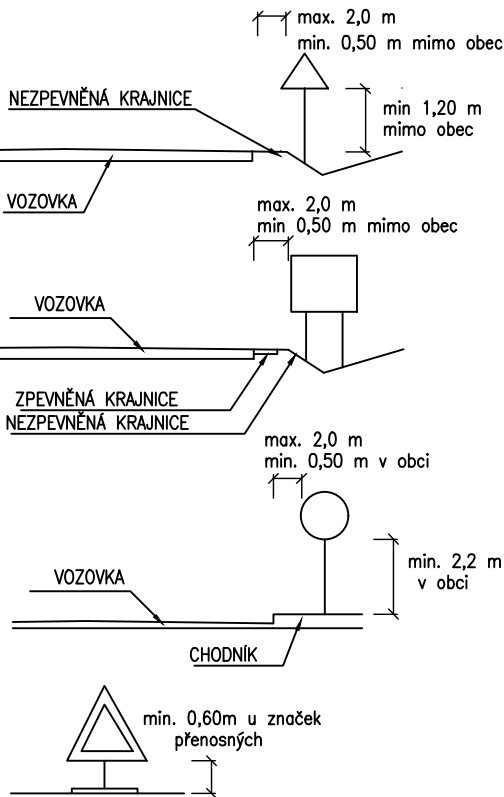 max. 2,0 m
min. 0,50 m mimo obec
NEZPEVNĚNÁ KRAJNICE
min 1,20 m
mimo obec
VOZOVKA
max. 2,0 m
min 0,50 m mimo obec
VOZOVKA
ZPEVNĚNÁ KRAJNICE
NEZPEVNĚNÁ KRAJNICE
max. 2,0 m
min. 0,50 m v obci
min. 2,2 m
v obci
VOZOVKA
CHODNÍK
min. 0,60m u značek
přenosných